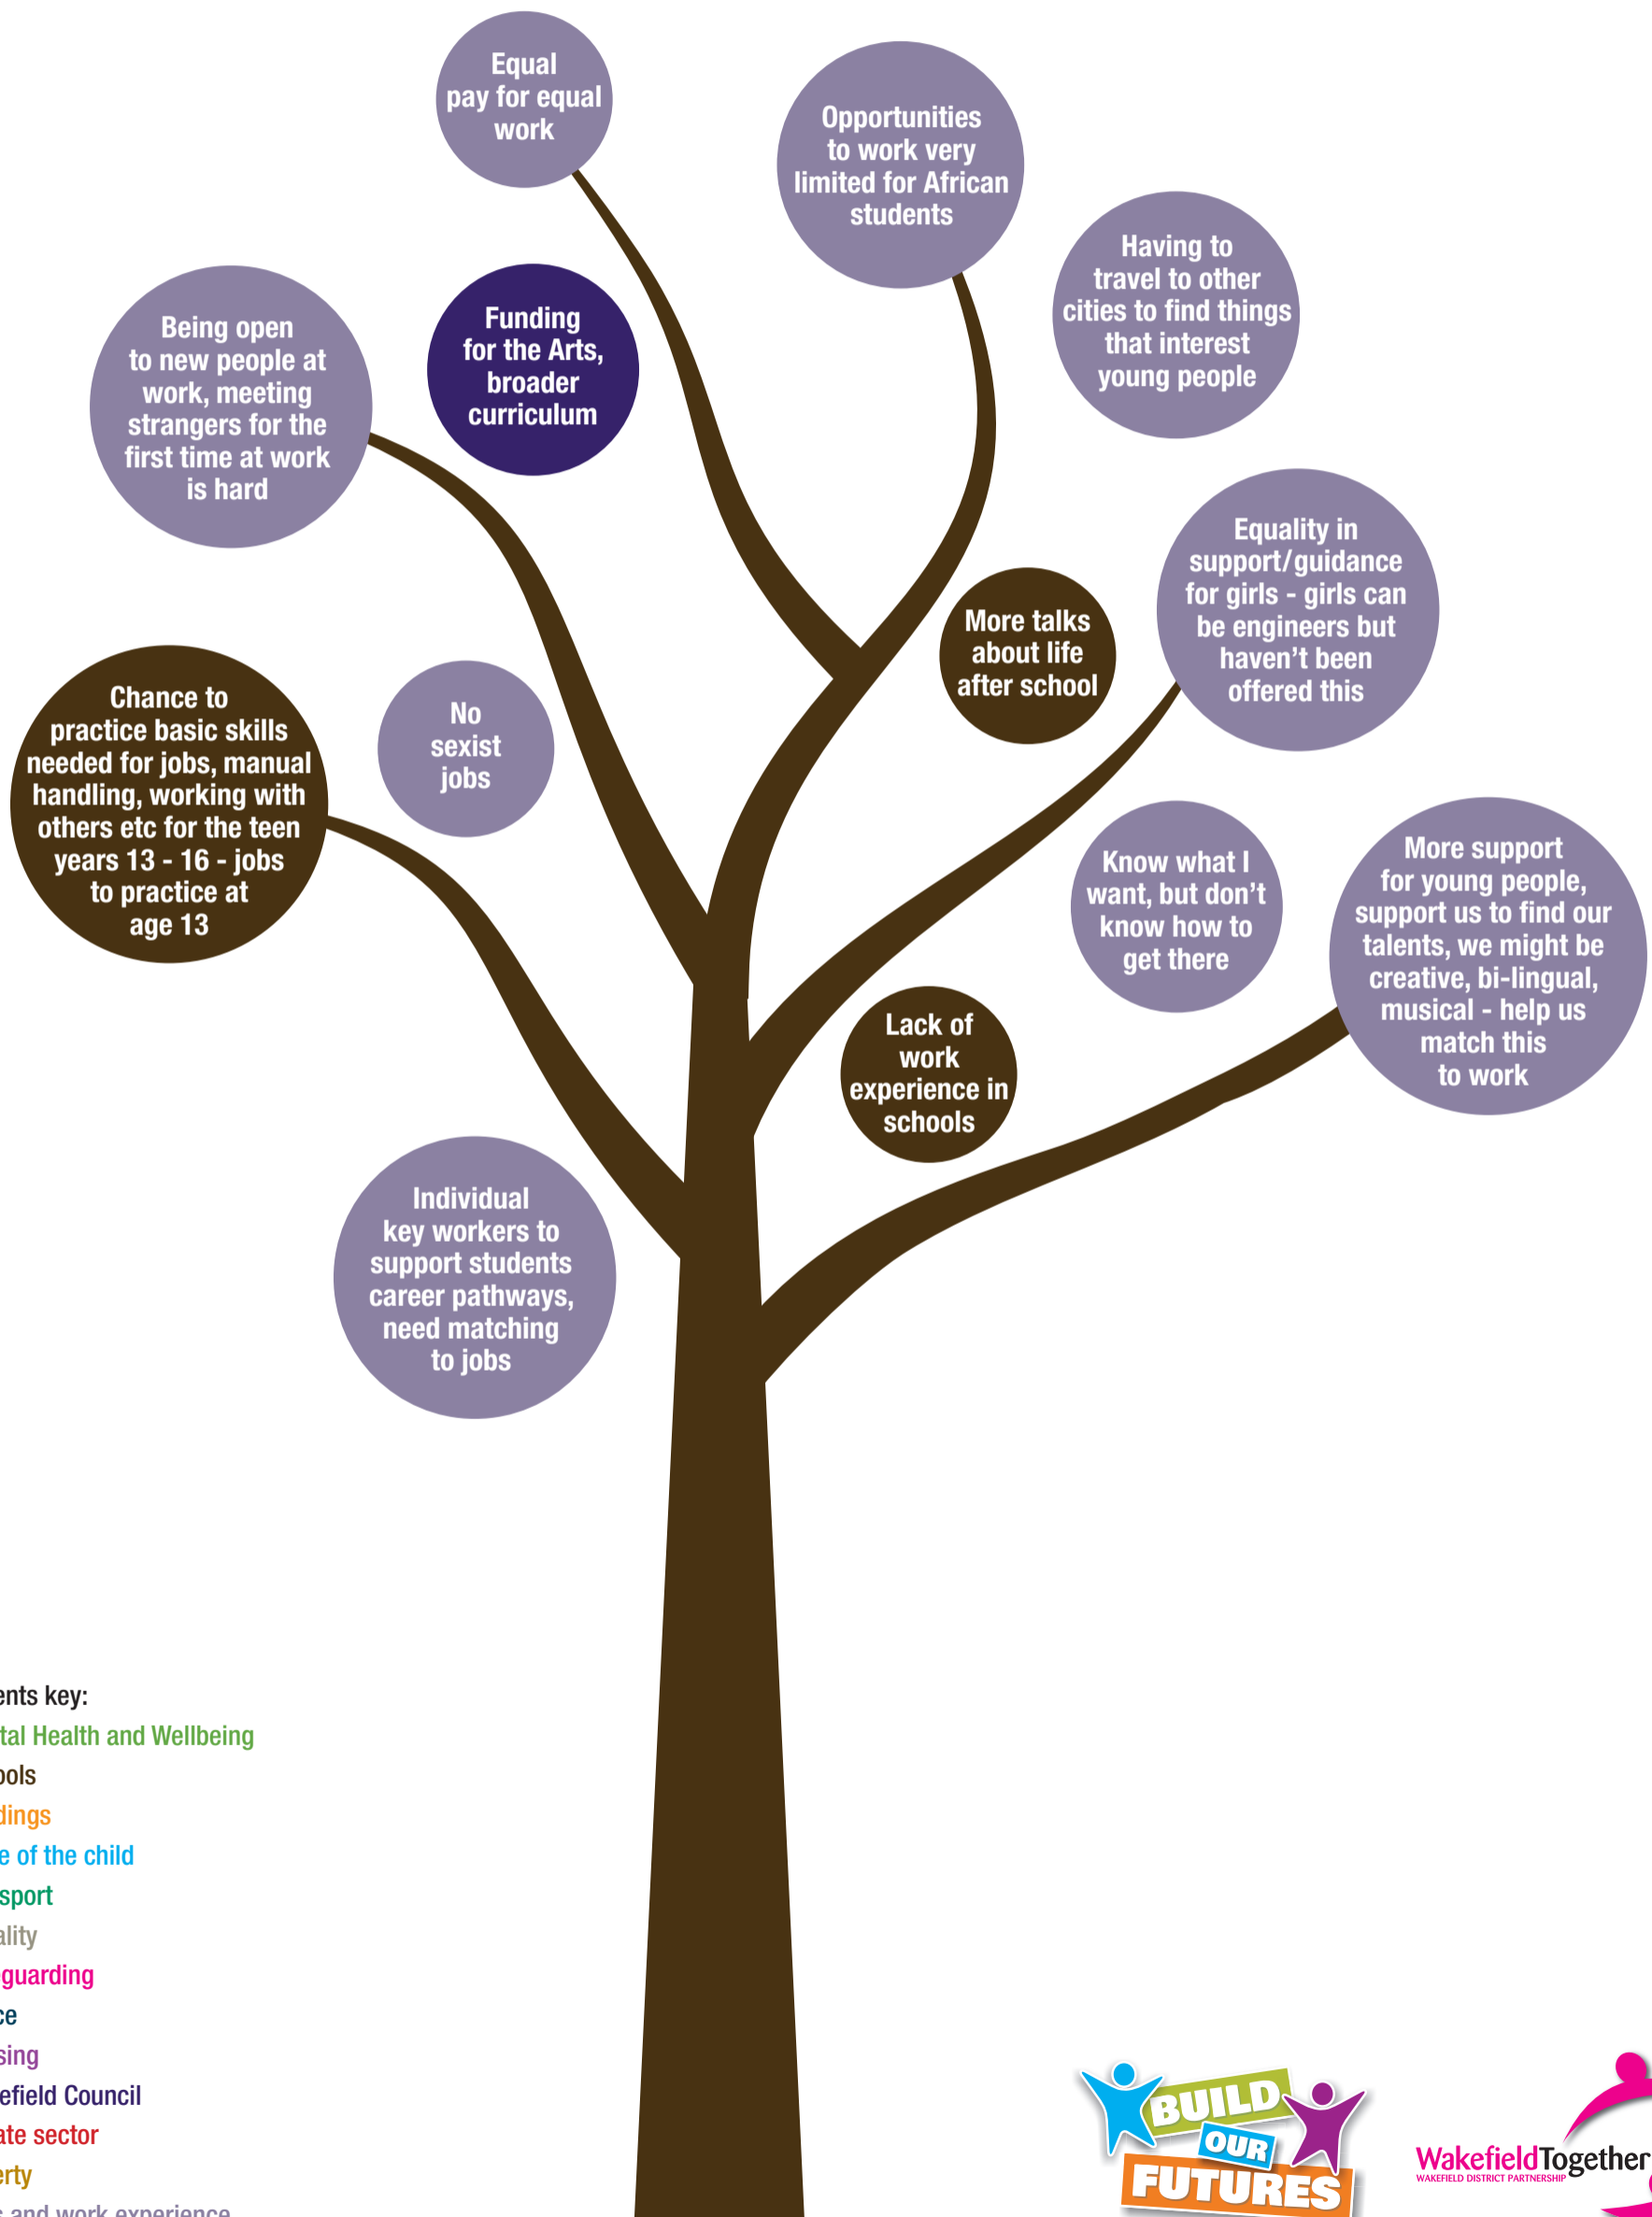 Equal
pay for equal
work
Opportunities
to work very
limited for African
students
Having to
travel to other
cities to find things
that interest
young people
Being open
to new people at
work, meeting
strangers for the
first time at work
is hard
Funding
for the Arts,
broader
curriculum
Equality in
support/guidance
for girls - girls can
be engineers but
haven't been
offered this
More talks
about life
after school
Chance to
practice basic skills
needed for jobs, manual
handling, working with
others etc for the teen
years 13 - 16 - jobs
to practice at
age 13
No
sexist
jobs
Know what I
want, but don't
know how to
get there
More support
for young people,
support us to find our
talents, we might be
creative, bi-lingual,
musical - help us
match this
to work
Lack of
work
experience in
schools
Individual
key workers to
support students
career pathways,
need matching
to jobs
ents key:
tal Health and Wellbeing
ools
dings
e of the child
sport
ality
guarding
ce
sing
efield Council
ate sector
erty
s and work experience
BUILD
OUR
FUTURES
WakefieldTogether
WAKEFIELD DISTRICT PARTNERSHIP